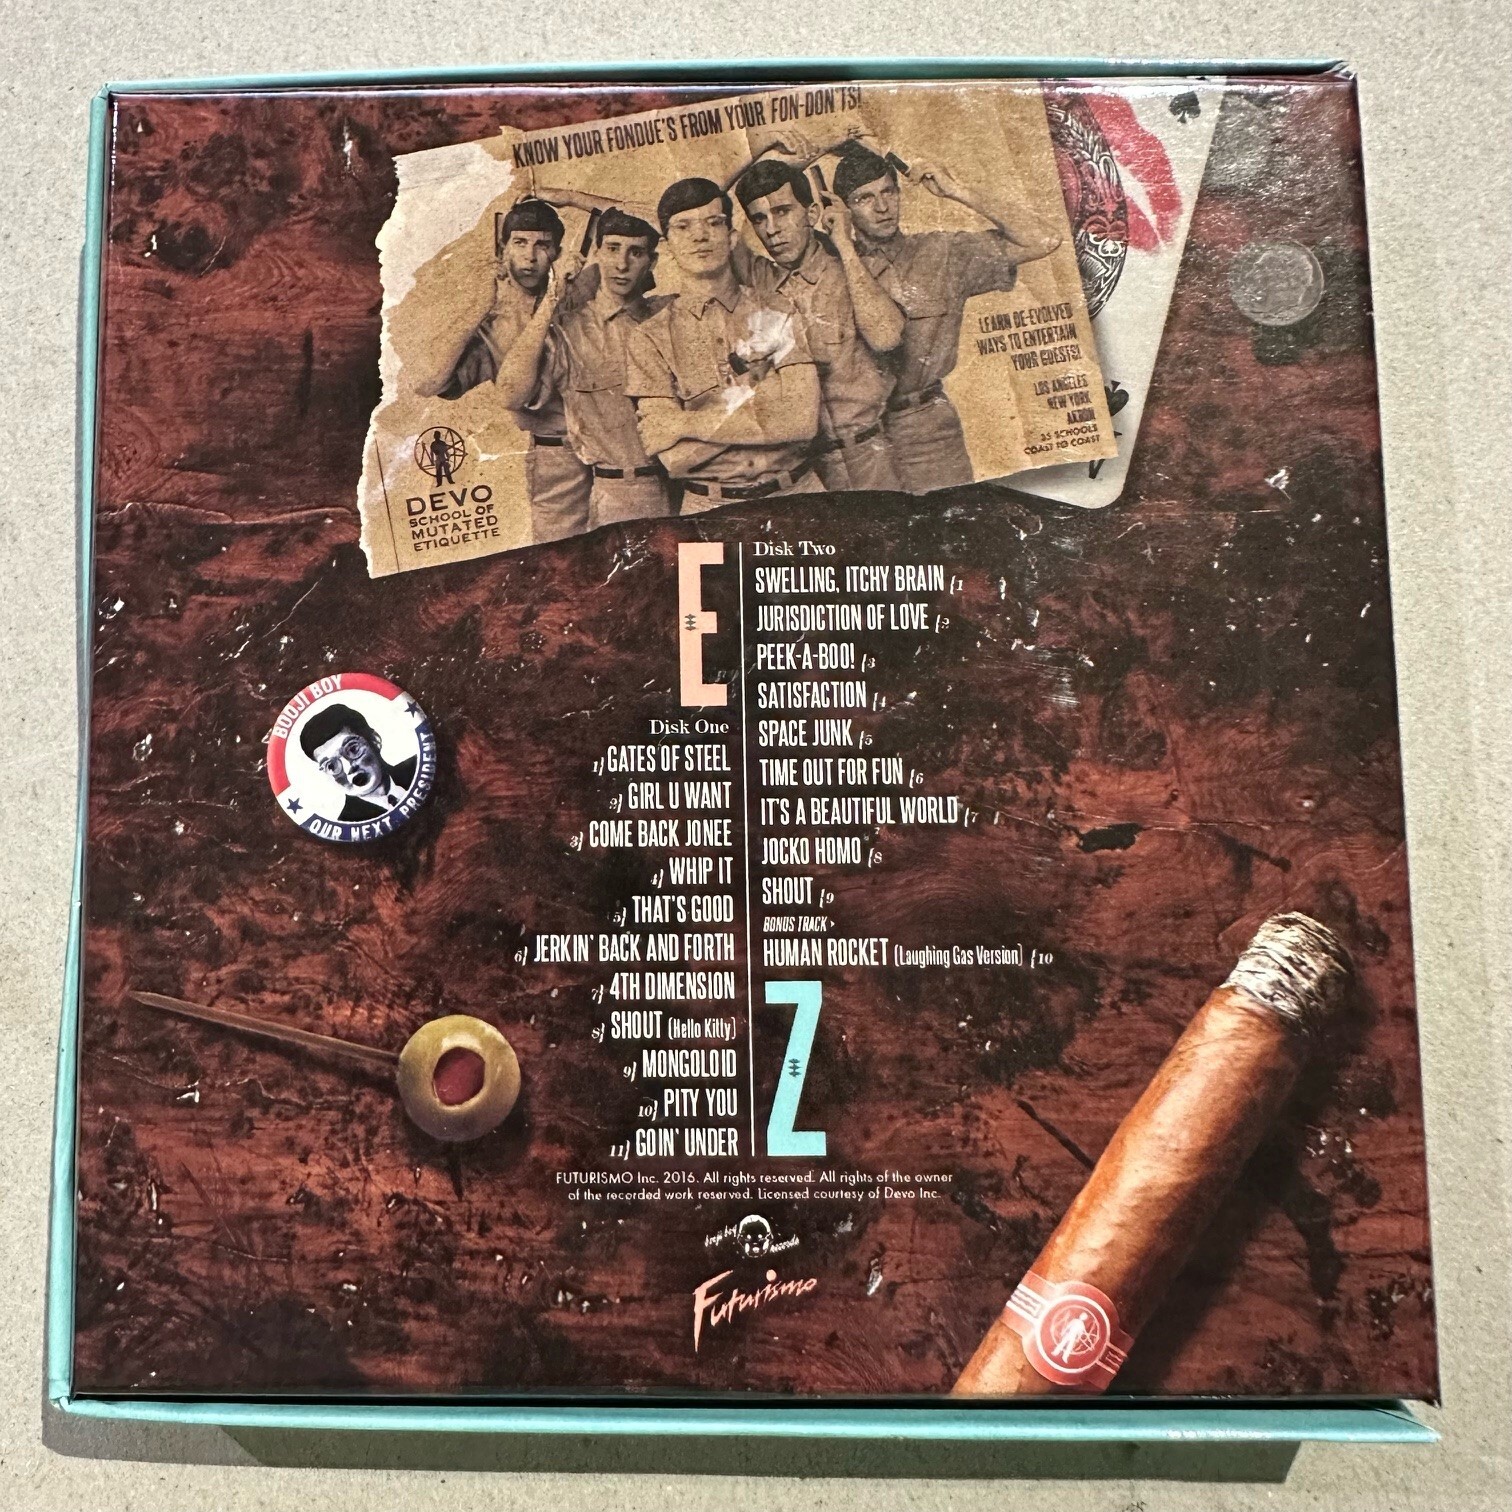 KNOW YOUR FONDUE'S FROM YOUR FON-DON'TS!
LEARN DE-EVOLVED
WAYS TO ENTERTAIN
YOUR GUESTS!
LOS ANGELES
NEW YORK
AKRON
35 SCHOOLS
COAST TO COAST
DEVO
SCHOOL OF
MUTATED
ETIQUETTE
A
BOOJI BOY
OUR NEXT PRESIDENT
E
Disk One
1} GATES OF STEEL
2} GIRL U WANT
3} COME BACK JONEE
4} WHIP IT
5} THAT'S GOOD
6} JERKIN' BACK AND FORTH
7} 4TH DIMENSION
8} SHOUT (Hello Kitty)
9} MONGOLOID
10} PITY YOU
11} GOIN' UNDER
Disk Two
SWELLING, ITCHY BRAIN {1
JURISDICTION OF LOVE {2
PEEK-A-BOO! {3
SATISFACTION {4
SPACE JUNK {5
TIME OUT FOR FUN {6
IT'S A BEAUTIFUL WORLD {7
JOCKO HOMO {8
SHOUT {9
BONUS TRACK >
HUMAN ROCKET (Laughing Gas Version) {10
Z
FUTURISMO Inc. 2016. All rights reserved. All rights of the owner
of the recorded work reserved. Licensed courtesy of Devo Inc.
booji boy records
Futurismo